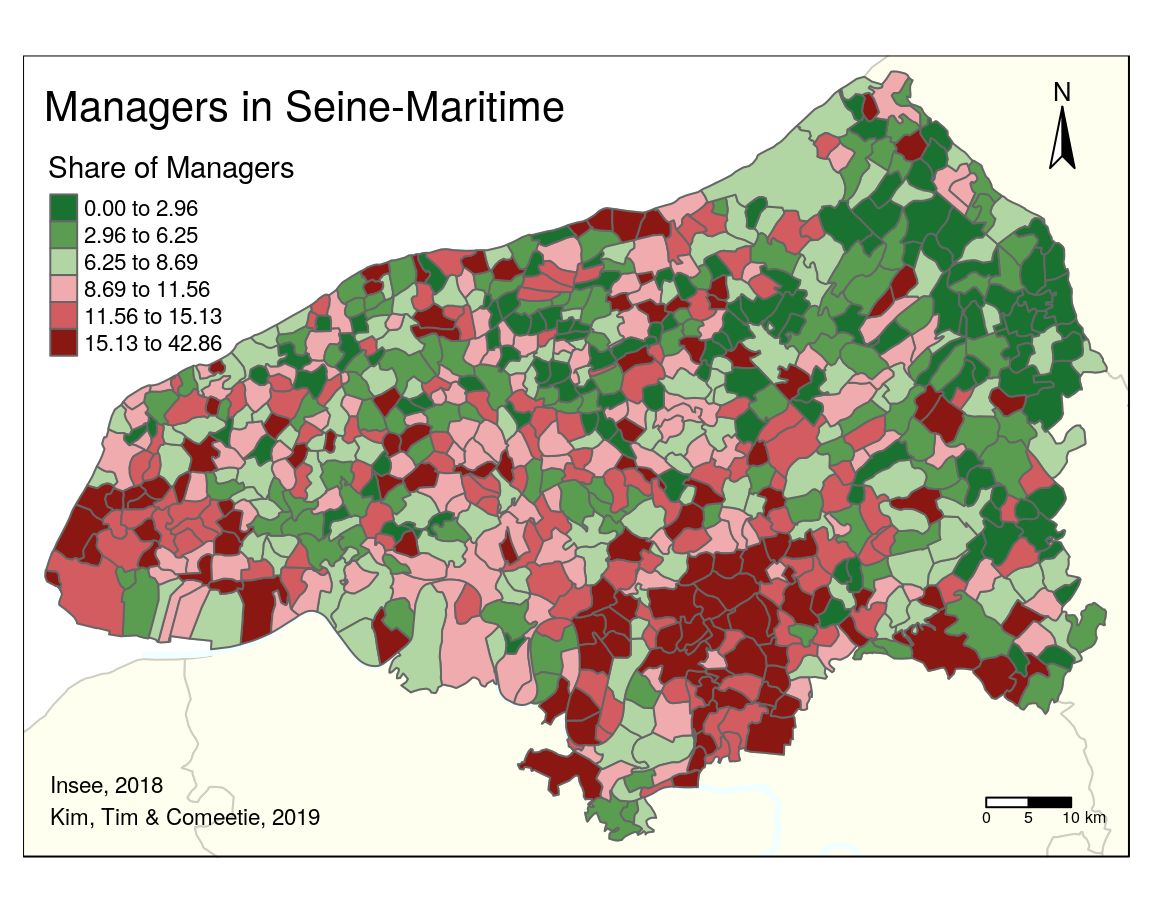 Managers in Seine-Maritime
N
Share of Managers
0.00 to 2.96
2.96 to 6.25
6.25 to 8.69
8.69 to 11.56
11.56 to 15.13
15.13 to 42.86
Insee, 2018
Kim, Tim & Comeetie, 2019
0 5 10 km